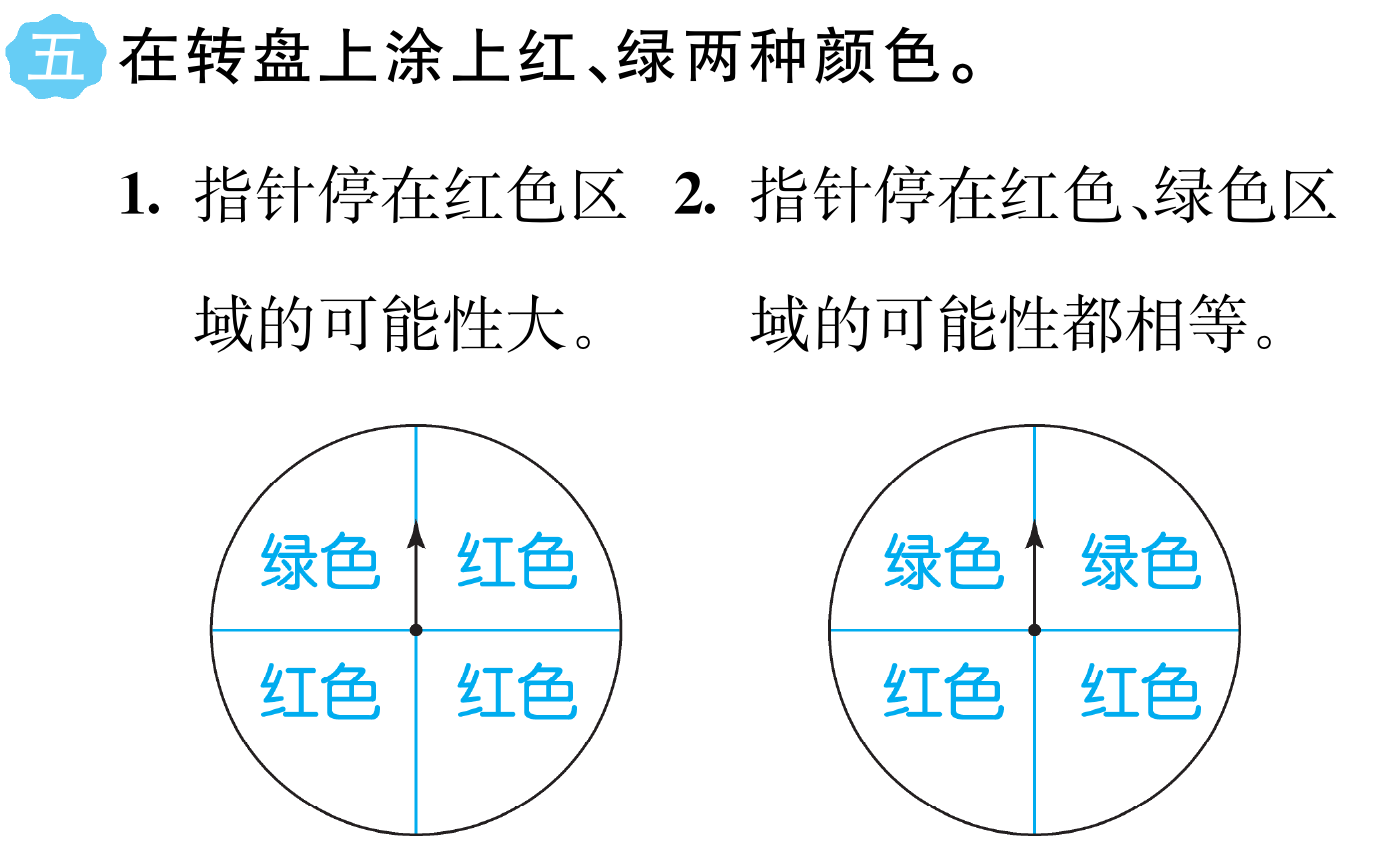 五 在转盘上涂上红、绿两种颜色。
1. 指针停在红色区
域的可能性大。
2. 指针停在红色、绿色区
域的可能性都相等。
绿色 红色
红色 红色
绿色 绿色
红色 红色